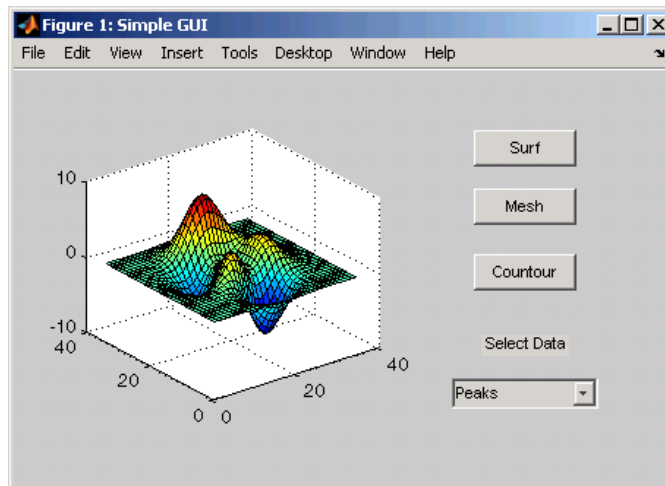 Figure 1: Simple GUI
File Edit View Insert Tools Desktop Window Help
Surf
Mesh
Countour
Select Data
Peaks
10
0
-10
40
20
0
0
20
40